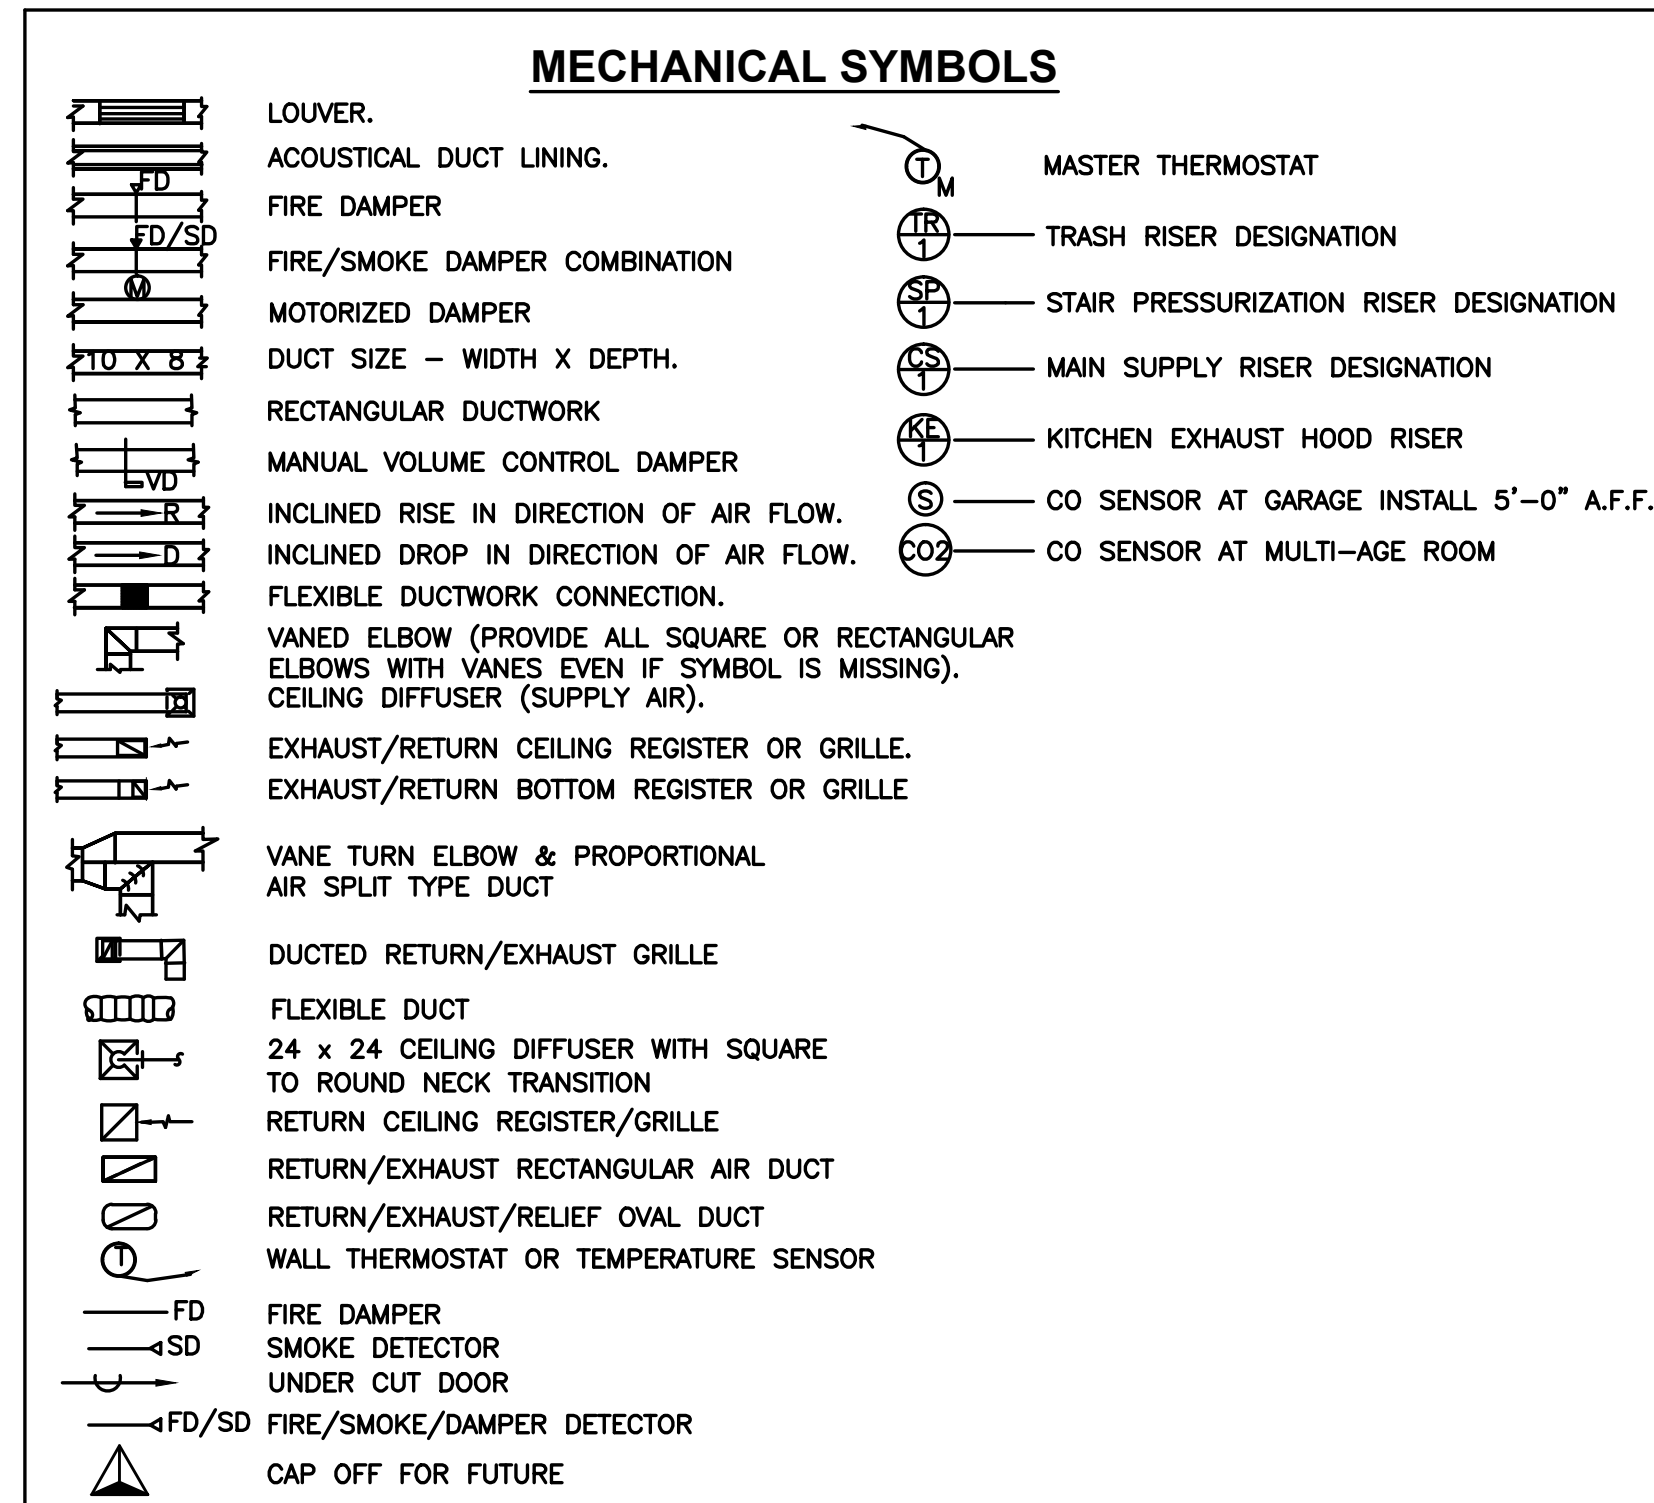 MECHANICAL SYMBOLS
LOUVER.
ACOUSTICAL DUCT LINING.
FD
FIRE DAMPER
FD/SD
FIRE/SMOKE DAMPER COMBINATION
M
MOTORIZED DAMPER
10 X 8
DUCT SIZE – WIDTH X DEPTH.
RECTANGULAR DUCTWORK
MANUAL VOLUME CONTROL DAMPER
VD
R INCLINED RISE IN DIRECTION OF AIR FLOW.
D INCLINED DROP IN DIRECTION OF AIR FLOW.
FLEXIBLE DUCTWORK CONNECTION.
VANED ELBOW (PROVIDE ALL SQUARE OR RECTANGULAR
ELBOWS WITH VANES EVEN IF SYMBOL IS MISSING).
CEILING DIFFUSER (SUPPLY AIR).
EXHAUST/RETURN CEILING REGISTER OR GRILLE.
EXHAUST/RETURN BOTTOM REGISTER OR GRILLE
VANE TURN ELBOW & PROPORTIONAL
AIR SPLIT TYPE DUCT
DUCTED RETURN/EXHAUST GRILLE
FLEXIBLE DUCT
24 x 24 CEILING DIFFUSER WITH SQUARE
TO ROUND NECK TRANSITION
RETURN CEILING REGISTER/GRILLE
RETURN/EXHAUST RECTANGULAR AIR DUCT
RETURN/EXHAUST/RELIEF OVAL DUCT
T WALL THERMOSTAT OR TEMPERATURE SENSOR
FD FIRE DAMPER
SD SMOKE DETECTOR
UNDER CUT DOOR
FD/SD FIRE/SMOKE/DAMPER DETECTOR
CAP OFF FOR FUTURE
T M MASTER THERMOSTAT
TR
1
TRASH RISER DESIGNATION
SP
1
STAIR PRESSURIZATION RISER DESIGNATION
CS
1
MAIN SUPPLY RISER DESIGNATION
KE
1
KITCHEN EXHAUST HOOD RISER
S CO SENSOR AT GARAGE INSTALL 5'–0" A.F.F.
CO2 CO SENSOR AT MULTI–AGE ROOM